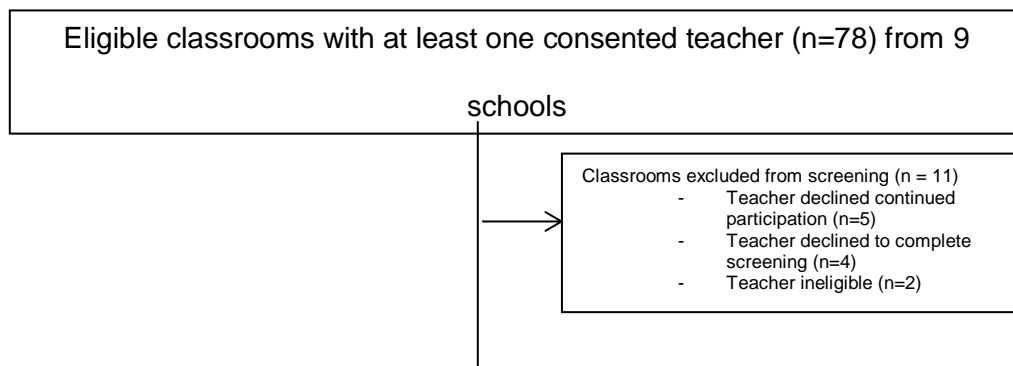 Eligible classrooms with at least one consented teacher (n=78) from 9
schools
Classrooms excluded from screening (n = 11)
- Teacher declined continued
participation (n=5)
- Teacher declined to complete
screening (n=4)
- Teacher ineligible (n=2)